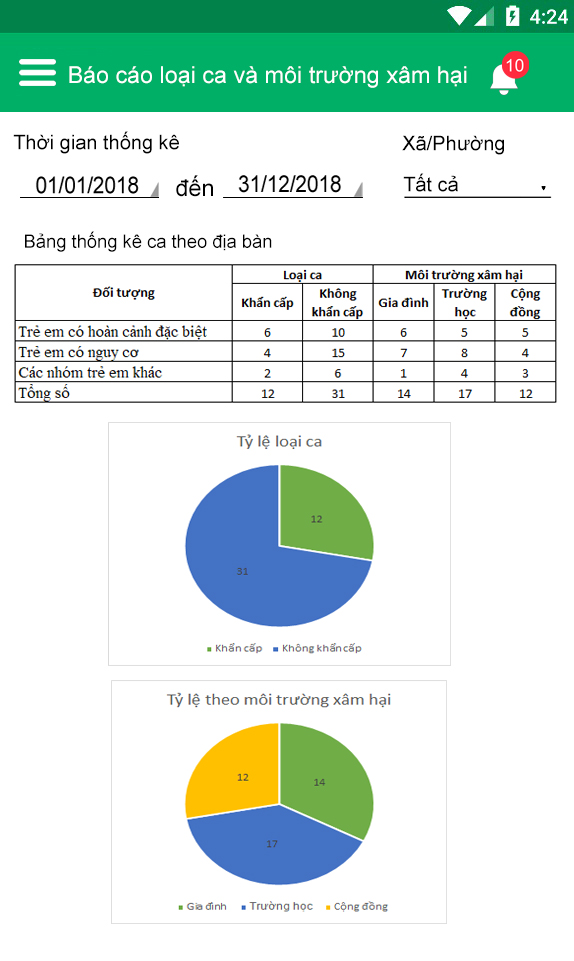 4:24
Báo cáo loại ca và môi trường xâm hại 10
Thời gian thống kê Xã/Phường
01/01/2018 đến 31/12/2018 Tất cả
Bảng thống kê ca theo địa bàn
Đối tượng Loại ca Môi trường xâm hại
Khẩn cấp Không khẩn cấp Gia đình Trường học Cộng đồng
Trẻ em có hoàn cảnh đặc biệt 6 10 6 5 5
Trẻ em có nguy cơ 4 15 7 8 4
Các nhóm trẻ em khác 2 6 1 4 3
Tổng số 12 31 14 17 12
Tỷ lệ loại ca
12
31
Khẩn cấp Không khẩn cấp
Tỷ lệ theo môi trường xâm hại
12 14
17
Gia đình Trường học Cộng đồng